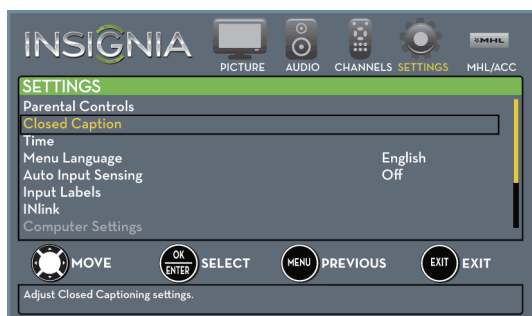 INSIGNIA
PICTURE AUDIO CHANNELS SETTINGS MHL/ACC
MHL
SETTINGS
Parental Controls
Closed Caption
Time
Menu Language English
Auto Input Sensing Off
Input Labels
INlink
Computer Settings
MOVE OK ENTER SELECT MENU PREVIOUS EXIT EXIT
Adjust Closed Captioning settings.